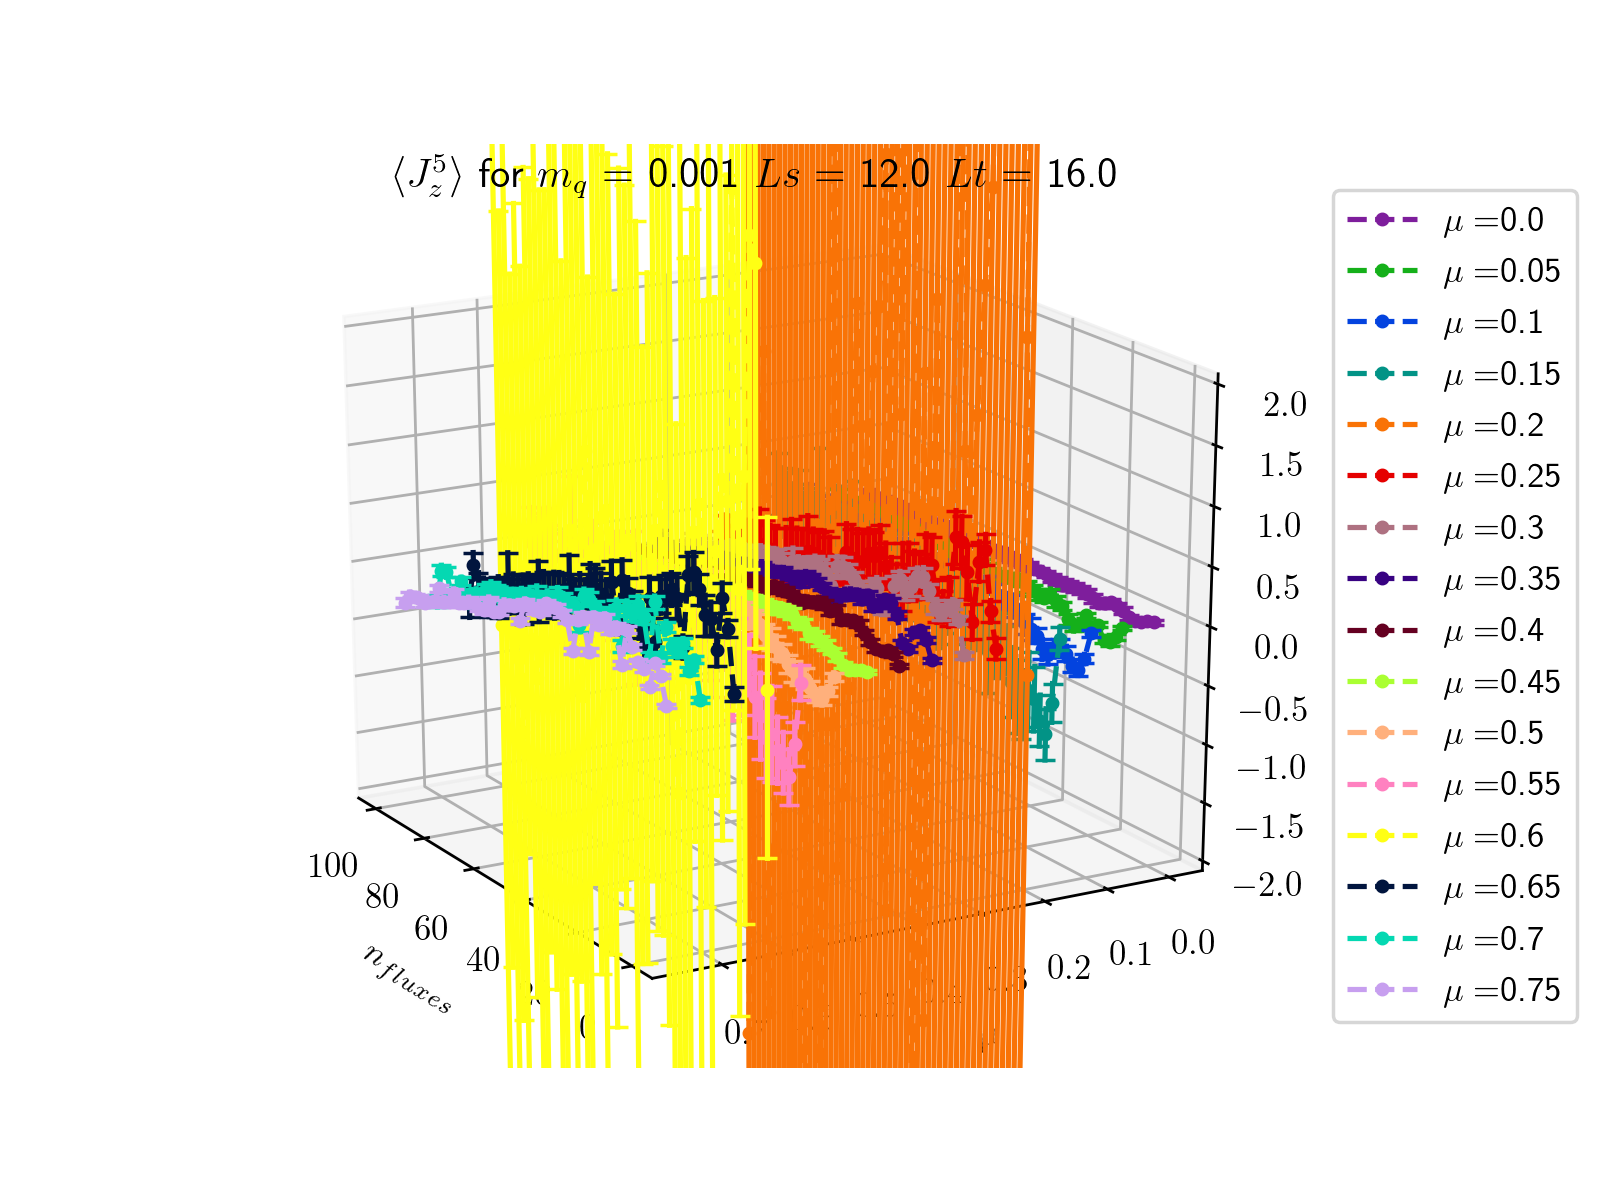 ⟨J_z^5⟩ for m_q = 0.001 Ls = 12.0 Lt = 16.0
μ =0.0
μ =0.05
μ =0.1
μ =0.15
μ =0.2
μ =0.25
μ =0.3
μ =0.35
μ =0.4
μ =0.45
μ =0.5
μ =0.55
μ =0.6
μ =0.65
μ =0.7
μ =0.75
2.0
1.5
1.0
0.5
0.0
−0.5
−1.0
−1.5
−2.0
100
80
60
40
0
n_fluxes
0.2
0.1
0.0